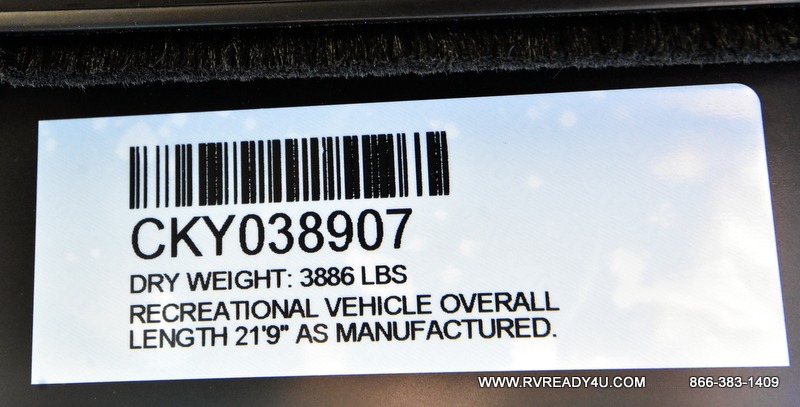 CKY038907
DRY WEIGHT: 3886 LBS
RECREATIONAL VEHICLE OVERALL
LENGTH 21'9" AS MANUFACTURED.
WWW.RVREADY4U.COM 866-383-1409